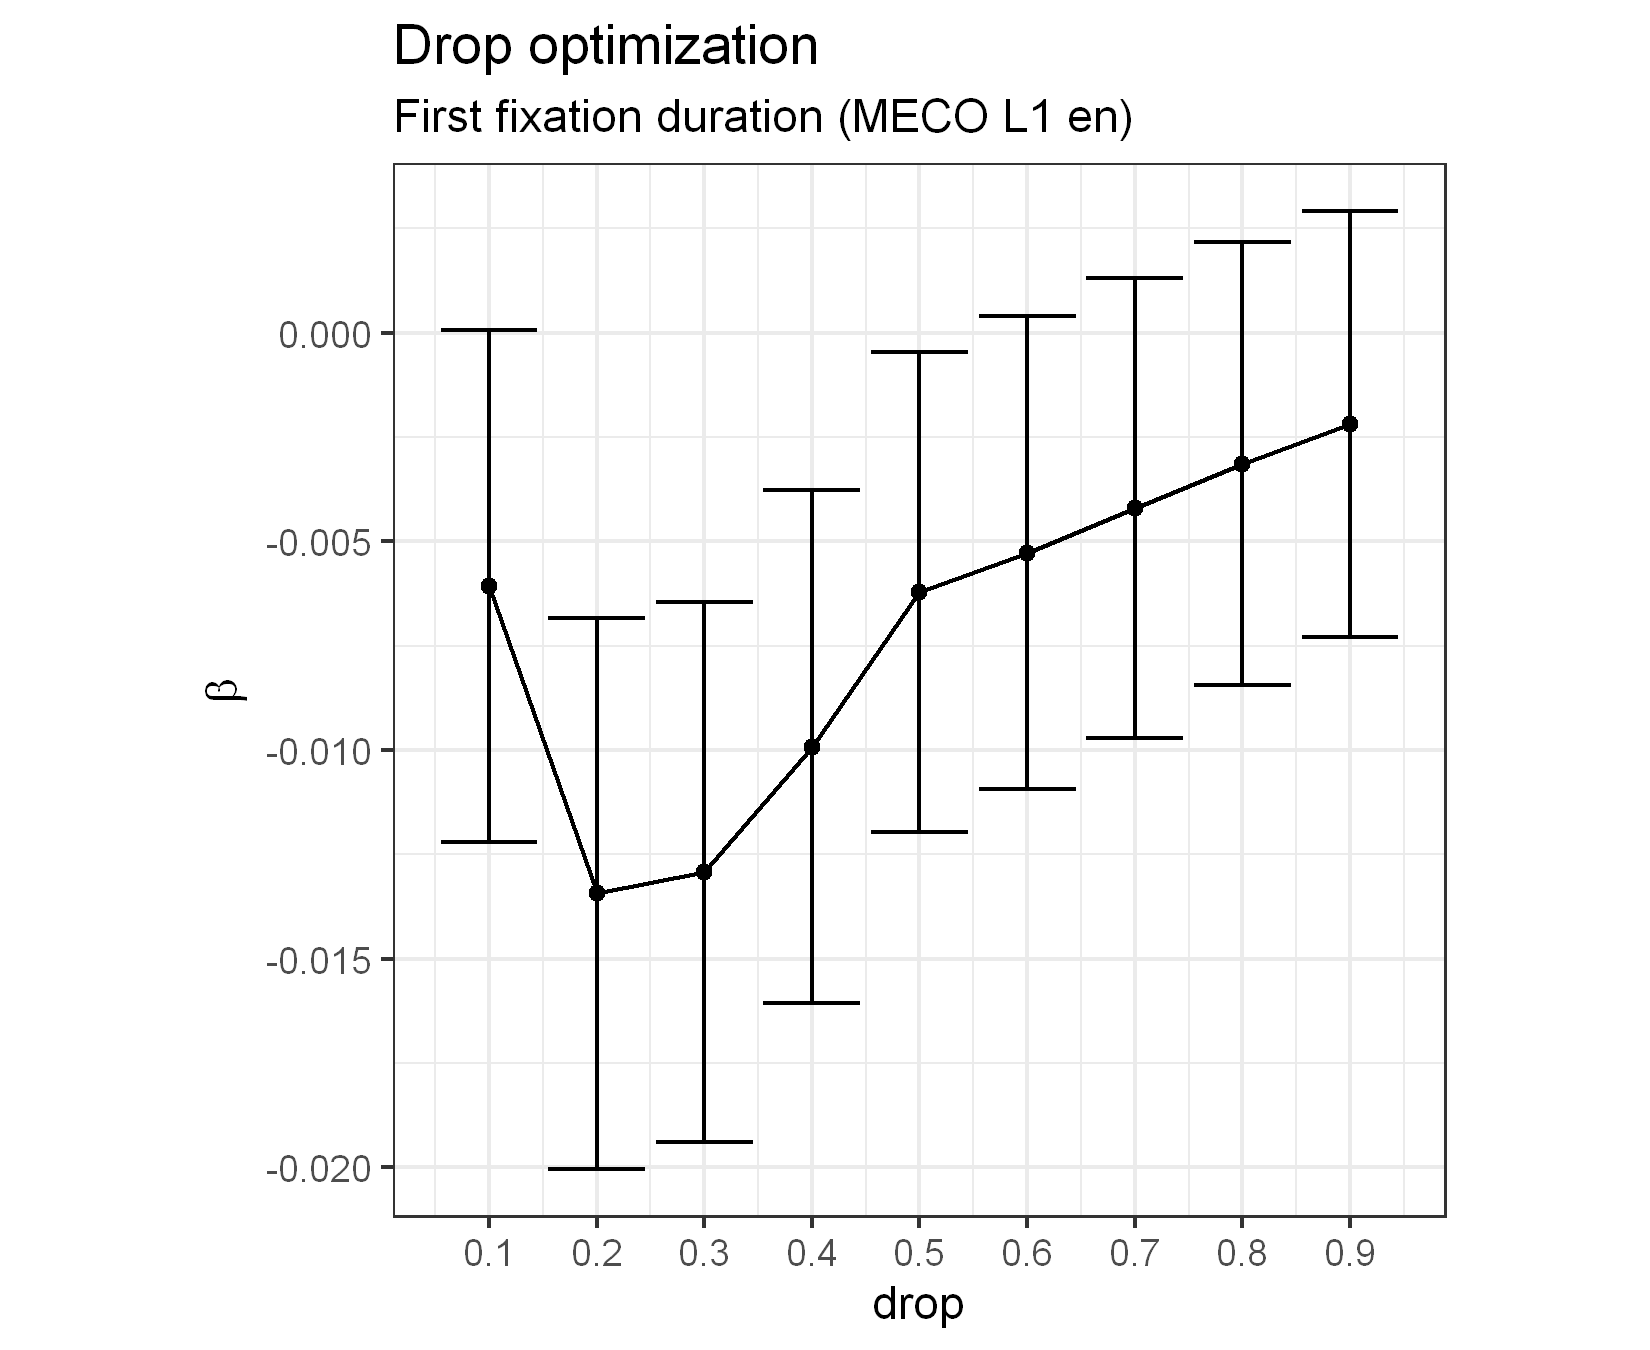 Drop optimization
First fixation duration (MECO L1 en)
0.000
-0.005
-0.010
-0.015
-0.020
β
0.1 0.2 0.3 0.4 0.5 0.6 0.7 0.8 0.9
drop